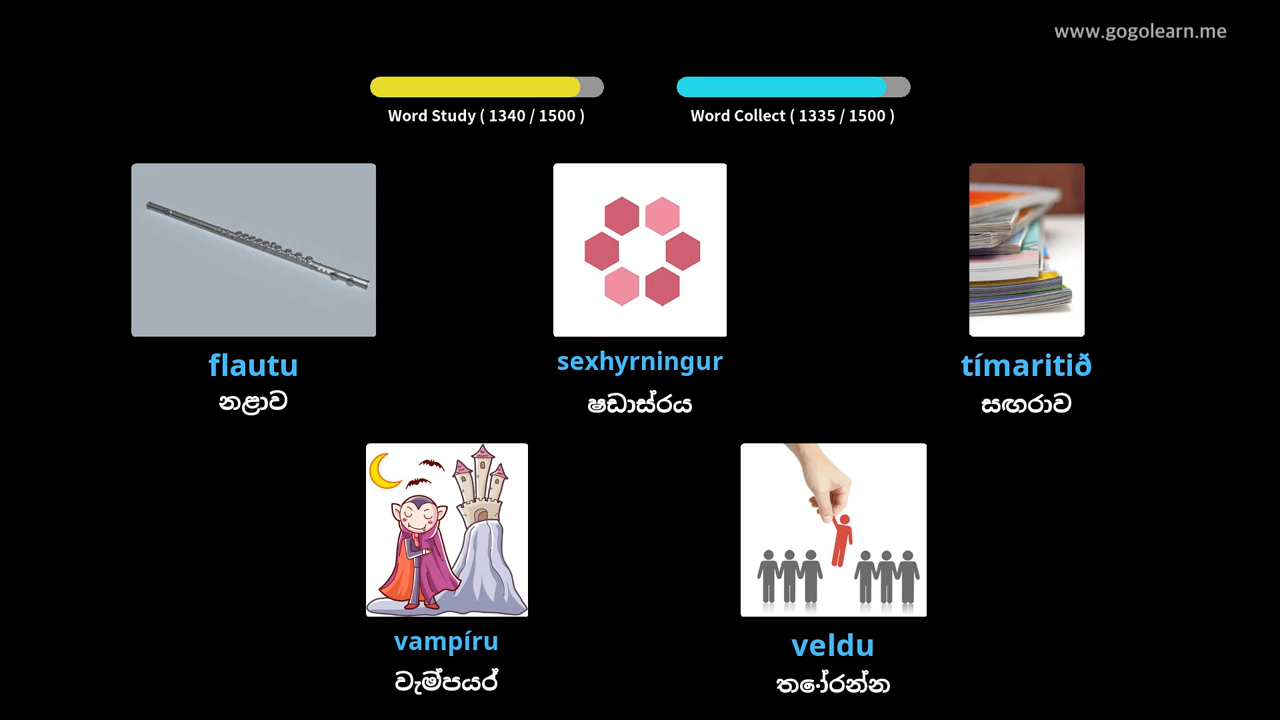 www.gogolearn.me
Word Study ( 1340 / 1500 )
Word Collect ( 1335 / 1500 )
flautu
නළාව
sexhyrningur
ෂඩාස්රය
tímaritið
සඟරාව
vampíru
වැම්පයර්
veldu
තෝරන්න